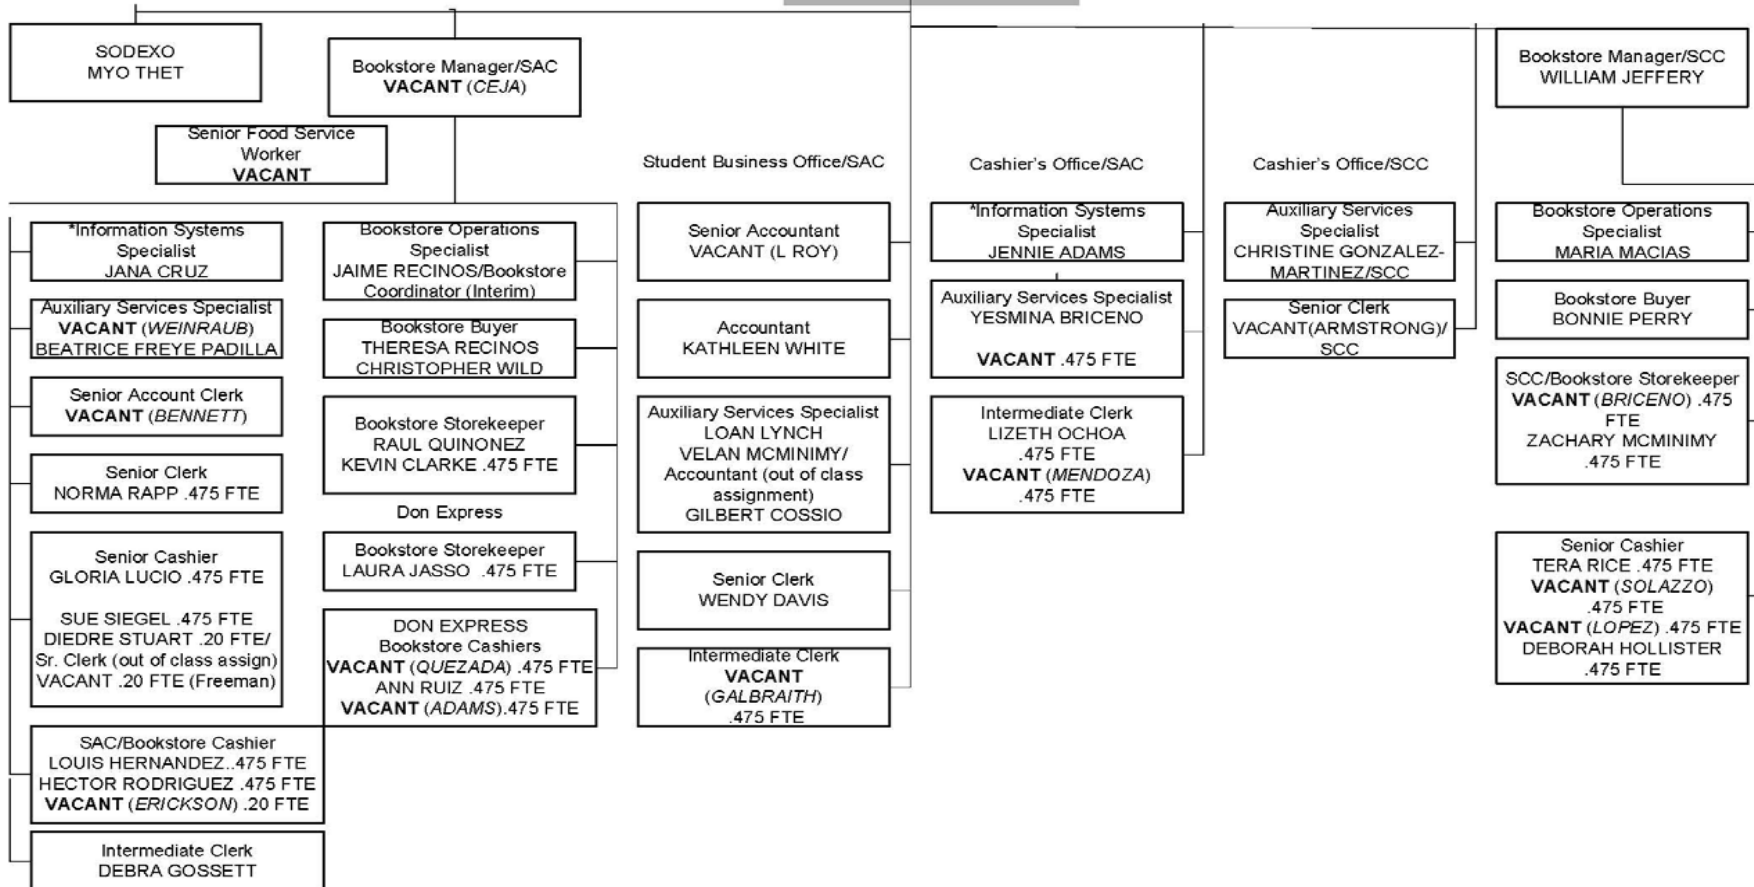 SODEXO
MYO THET
Bookstore Manager/SAC
VACANT (CEJA)
Bookstore Manager/SCC
WILLIAM JEFFERY
Senior Food Service
Worker
VACANT
Student Business Office/SAC
Cashier's Office/SAC
Cashier's Office/SCC
*Information Systems
Specialist
JANA CRUZ
Auxiliary Services Specialist
VACANT (WEINRAUB)
BEATRICE FREYE PADILLA
Senior Account Clerk
VACANT (BENNETT)
Senior Clerk
NORMA RAPP .475 FTE
Senior Cashier
GLORIA LUCIO .475 FTE
SUE SIEGEL .475 FTE
DIEDRE STUART .20 FTE/
Sr. Clerk (out of class assign)
VACANT .20 FTE (Freeman)
SAC/Bookstore Cashier
LOUIS HERNANDEZ..475 FTE
HECTOR RODRIGUEZ .475 FTE
VACANT (ERICKSON) .20 FTE
Intermediate Clerk
DEBRA GOSSETT
Bookstore Operations
Specialist
JAIME RECINOS/Bookstore
Coordinator (Interim)
Bookstore Buyer
THERESA RECINOS
CHRISTOPHER WILD
Bookstore Storekeeper
RAUL QUINONEZ
KEVIN CLARKE .475 FTE
Don Express
Bookstore Storekeeper
LAURA JASSO .475 FTE
DON EXPRESS
Bookstore Cashiers
VACANT (QUEZADA) .475 FTE
ANN RUIZ .475 FTE
VACANT (ADAMS).475 FTE
Senior Accountant
VACANT (L ROY)
Accountant
KATHLEEN WHITE
Auxiliary Services Specialist
LOAN LYNCH
VELAN MCMINIMY/
Accountant (out of class
assignment)
GILBERT COSSIO
Senior Clerk
WENDY DAVIS
Intermediate Clerk
VACANT
(GALBRAITH)
.475 FTE
*Information Systems
Specialist
JENNIE ADAMS
Auxiliary Services Specialist
YESMINA BRICENO
VACANT .475 FTE
Intermediate Clerk
LIZETH OCHOA
.475 FTE
VACANT (MENDOZA)
.475 FTE
Auxiliary Services
Specialist
CHRISTINE GONZALEZ-
MARTINEZ/SCC
Senior Clerk
VACANT(ARMSTRONG)/
SCC
Bookstore Operations
Specialist
MARIA MACIAS
Bookstore Buyer
BONNIE PERRY
SCC/Bookstore Storekeeper
VACANT (BRICENO) .475
FTE
ZACHARY MCMINIMY
.475 FTE
Senior Cashier
TERA RICE .475 FTE
VACANT (SOLAZZO)
.475 FTE
VACANT (LOPEZ) .475 FTE
DEBORAH HOLLISTER
.475 FTE